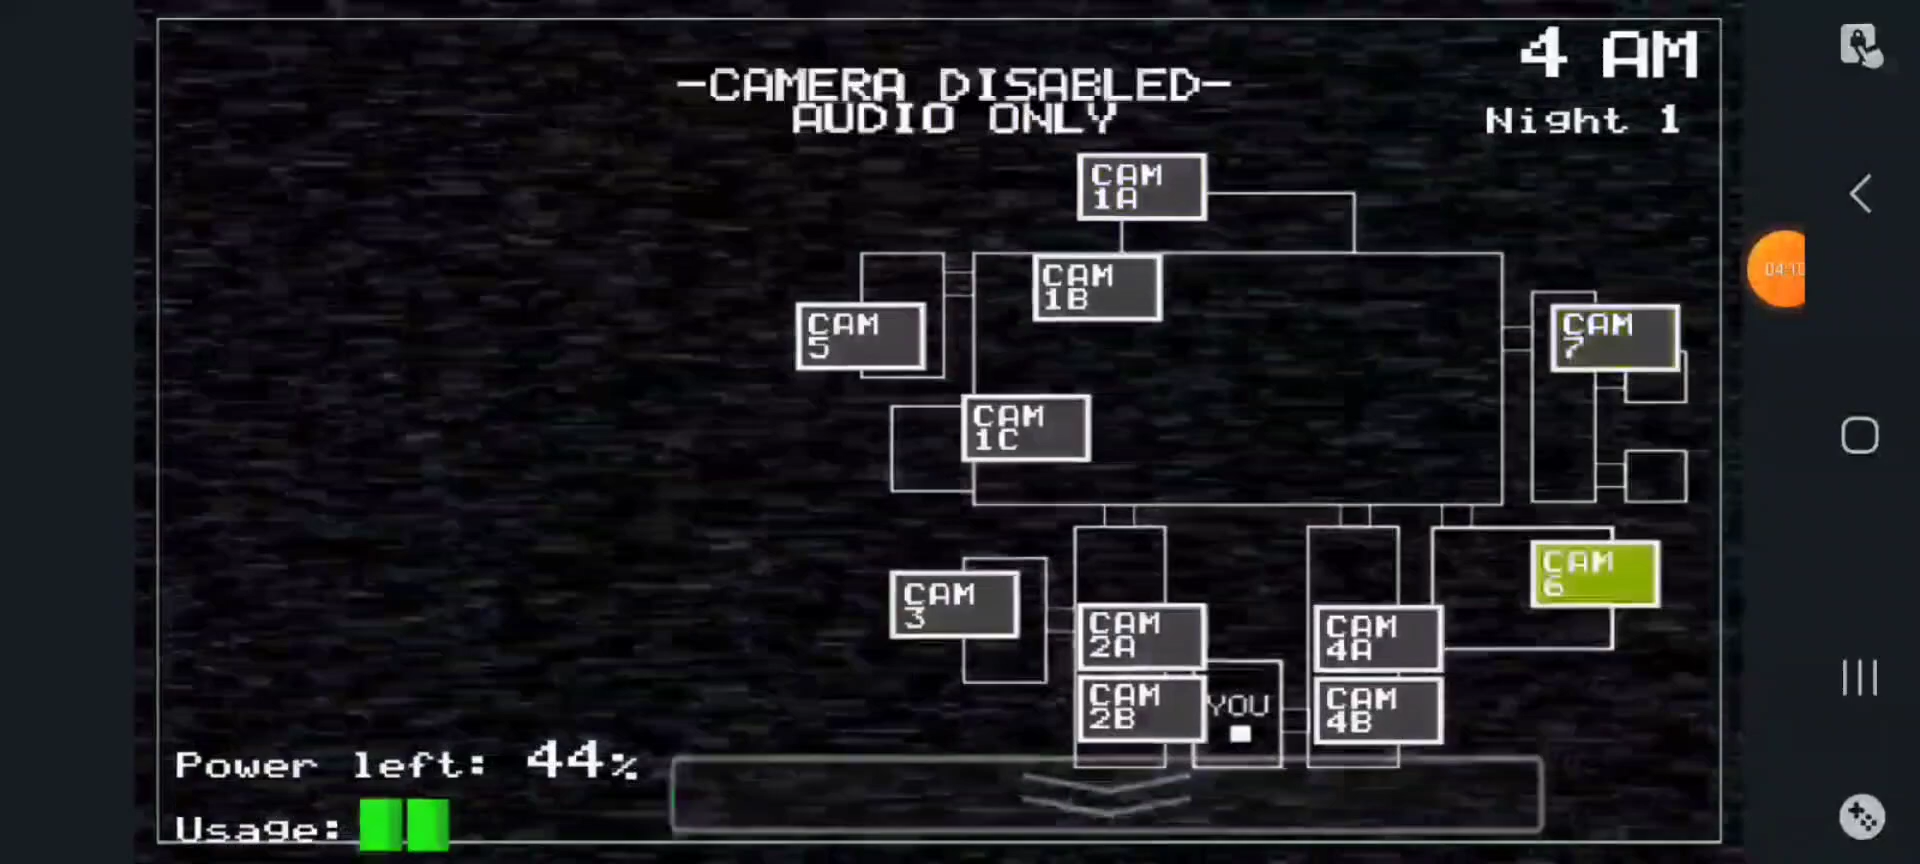 4 AM
-CAMERA DISABLED-
AUDIO ONLY
Night 1
CAM
1A
CAM
1B
CAM
5
CAM
7
CAM
1C
CAM
6
CAM
3
CAM
2A
CAM
4A
CAM
2B
YOU
CAM
4B
Power left: 44%
Usage: